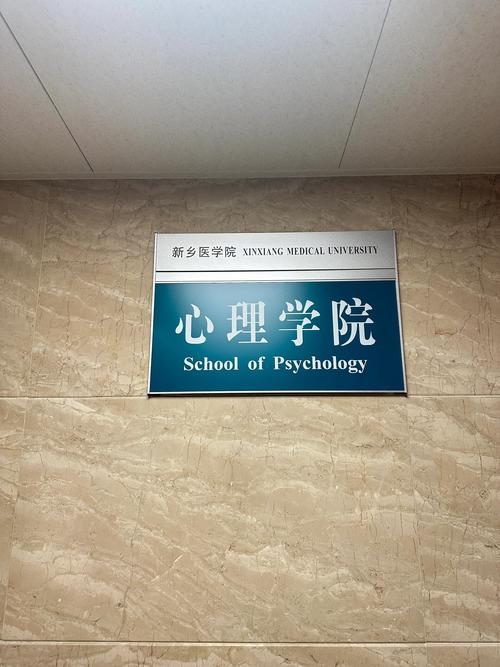 新乡医学院 XINXIANG MEDICAL UNIVERSITY
心理学院
School of Psychology